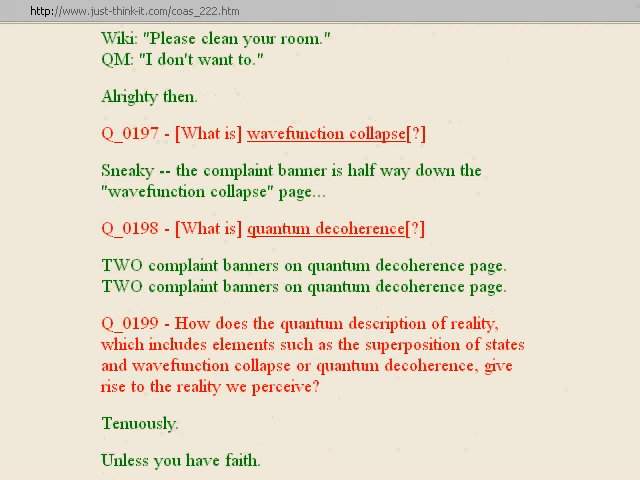 http://www.just-think-it.com/coas_222.htm
Wiki: "Please clean your room."
QM: "I don't want to."
Alrighty then.
Q_0197 - [What is] wavefunction collapse[?]
Sneaky -- the complaint banner is half way down the
"wavefunction collapse" page...
Q_0198 - [What is] quantum decoherence[?]
TWO complaint banners on quantum decoherence page.
TWO complaint banners on quantum decoherence page.
Q_0199 - How does the quantum description of reality,
which includes elements such as the superposition of states
and wavefunction collapse or quantum decoherence, give
rise to the reality we perceive?
Tenuously.
Unless you have faith.